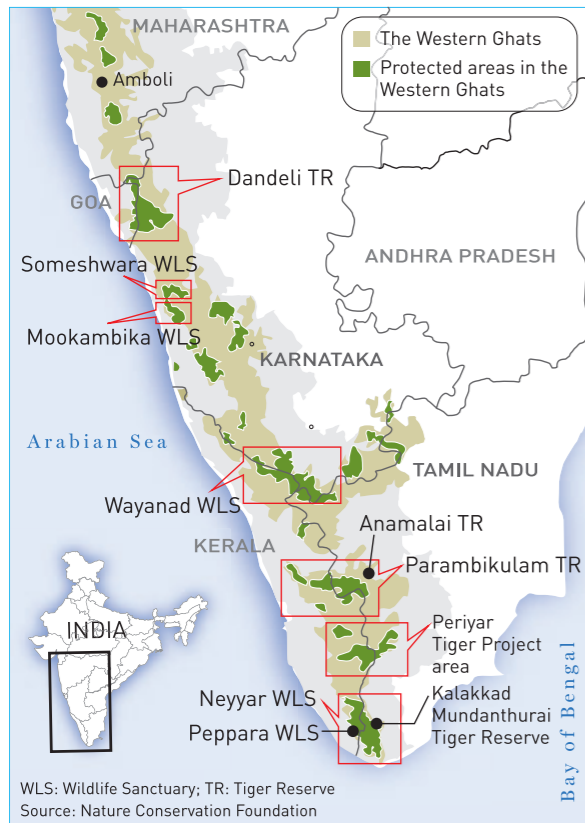 MAHARASHTRA
The Western Ghats
Protected areas in the
Western Ghats
Amboli
Dandeli TR
GOA
ANDHRA PRADESH
Someshwara WLS
Mookambika WLS
KARNATAKA
Arabian Sea
TAMIL NADU
Wayanad WLS
Anamalai TR
KERALA
Parambikulam TR
INDIA
Periyar
Tiger Project
area
Neyyar WLS
Kalakkad
Mundanthurai
Tiger Reserve
Peppara WLS
Bay of Bengal
WLS: Wildlife Sanctuary; TR: Tiger Reserve
Source: Nature Conservation Foundation